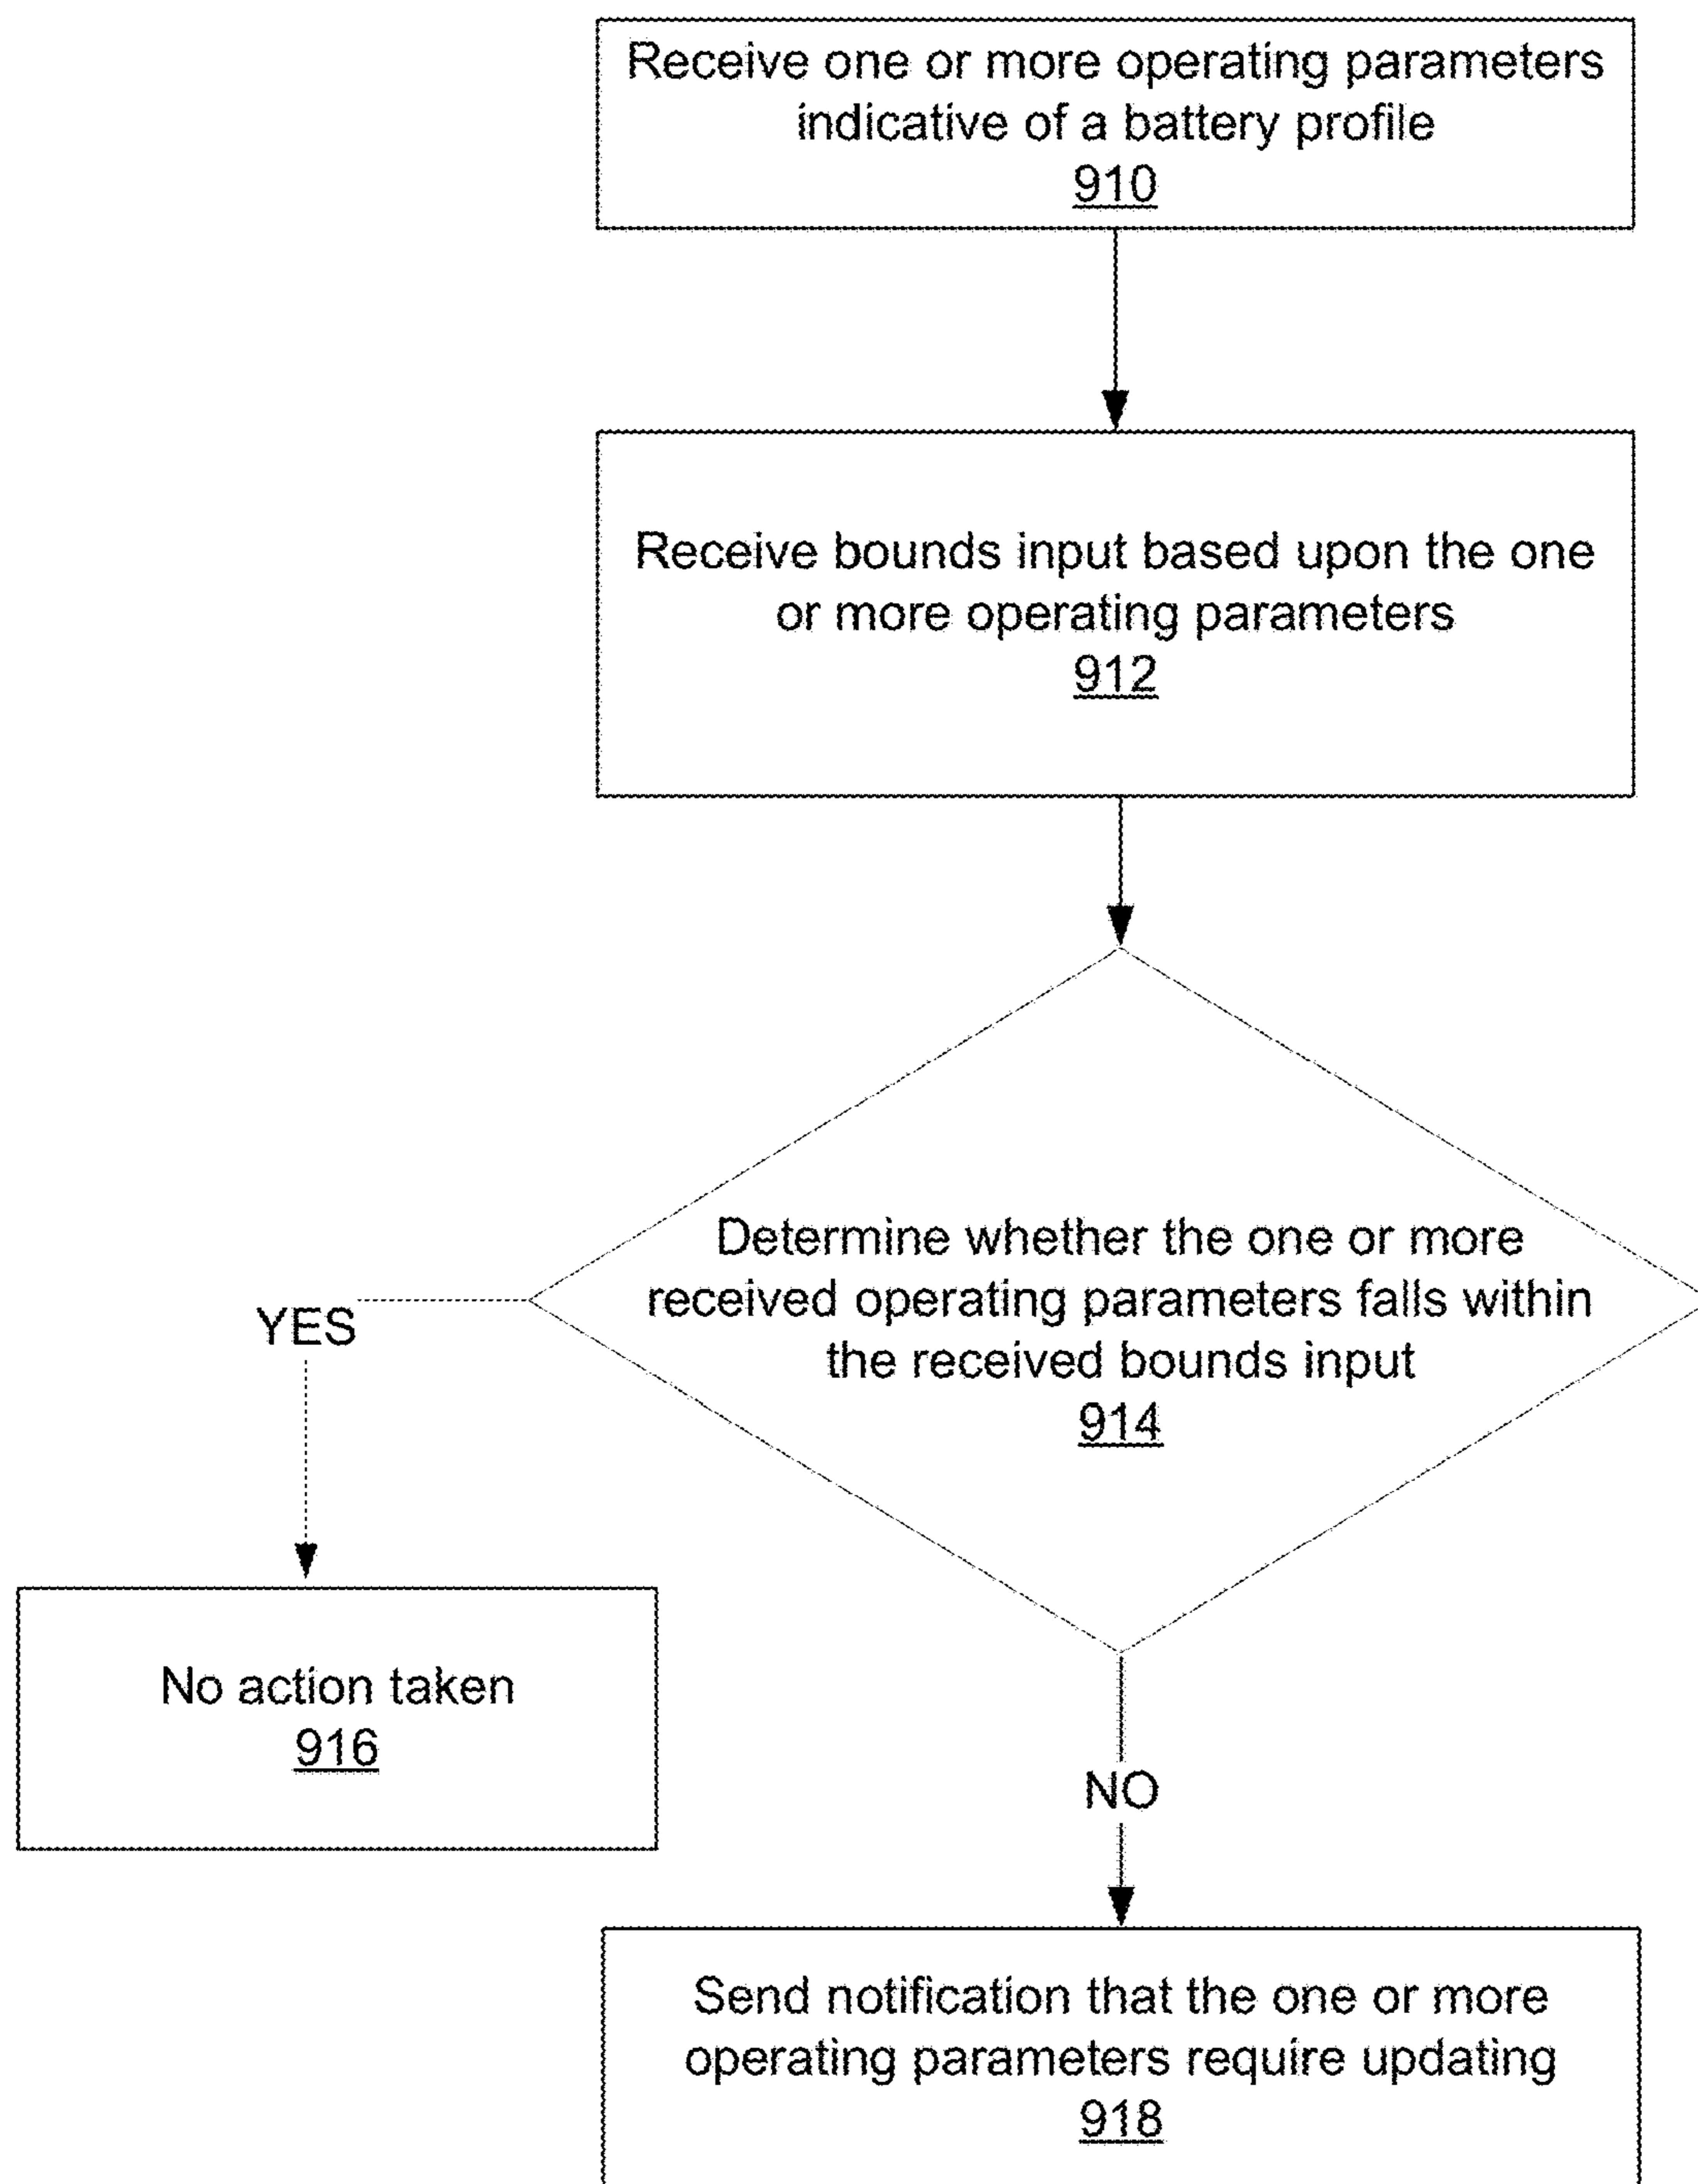 Receive one or more operating parameters
indicative of a battery profile
910
Receive bounds input based upon the one
or more operating parameters
912
Determine whether the one or more
received operating parameters falls within
the received bounds input
914
YES
No action taken
916
NO
Send notification that the one or more
operating parameters require updating
918